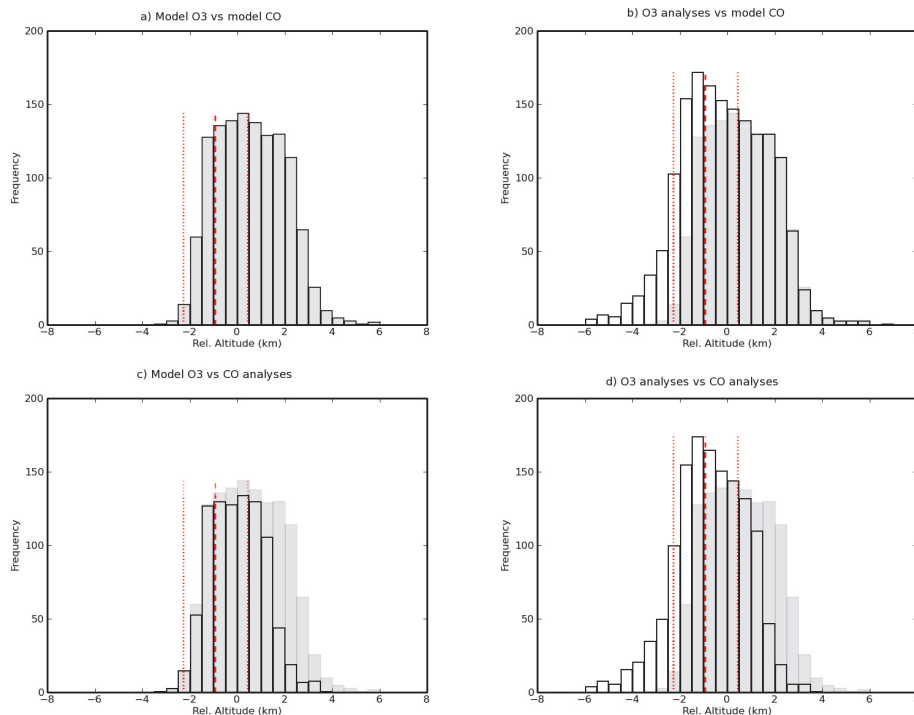 a) Model O3 vs model CO
200
150
100
50
0
Frequency
−8 −6 −4 −2 0 2 4 6 8
Rel. Altitude (km)
b) O3 analyses vs model CO
200
150
100
50
0
Frequency
−8 −6 −4 −2 0 2 4 6
Rel. Altitude (km)
c) Model O3 vs CO analyses
200
150
100
50
0
Frequency
−8 −6 −4 −2 0 2 4 6 8
Rel. Altitude (km)
d) O3 analyses vs CO analyses
200
150
100
50
0
Frequency
−8 −6 −4 −2 0 2 4 6
Rel. Altitude (km)